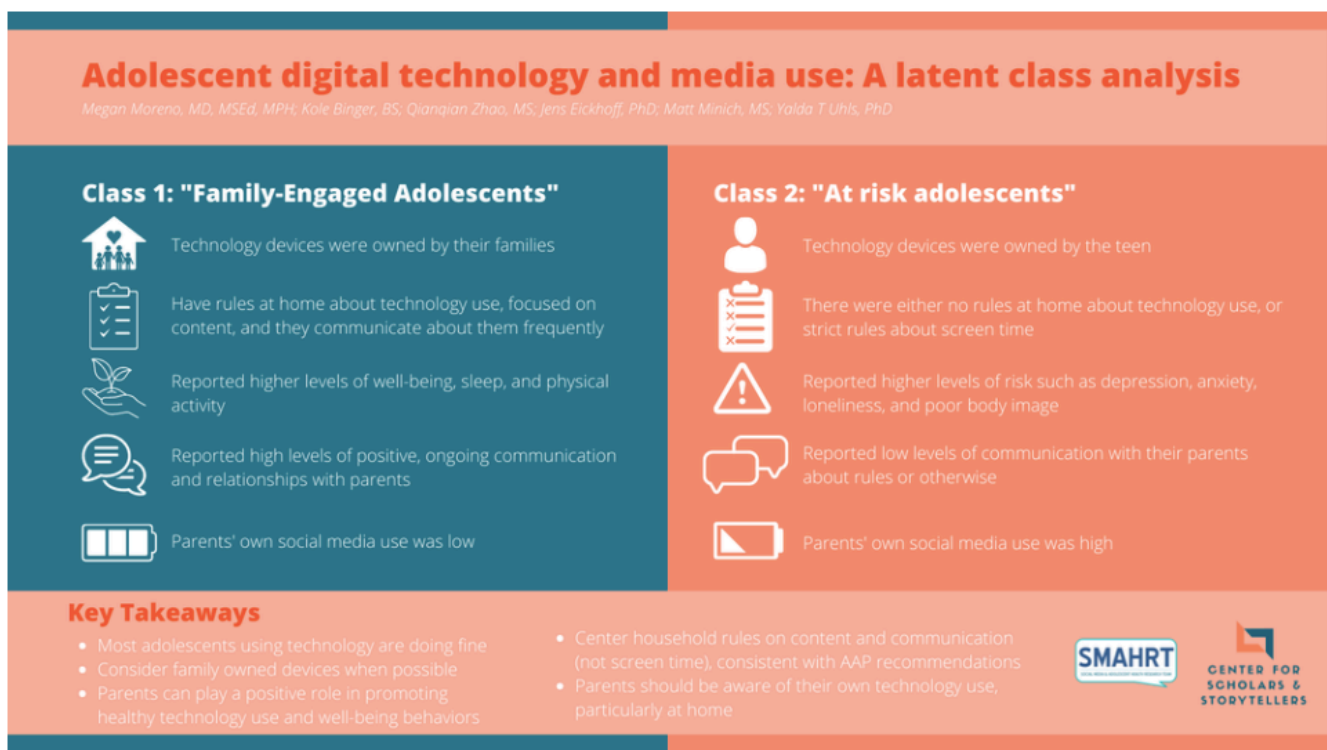 Adolescent digital technology and media use: A latent class analysis
Megan Moreno, MD, MSEd, MPH; Kole Binger, BS; Qianqian Zhao, MS; Jens Eickhoff, PhD; Matt Minich, MS; Yalda T Uhls, PhD
Class 1: "Family-Engaged Adolescents"
Technology devices were owned by their families
Have rules at home about technology use, focused on
content, and they communicate about them frequently
Reported higher levels of well-being, sleep, and physical
activity
Reported high levels of positive, ongoing communication
and relationships with parents
Parents' own social media use was low
Class 2: "At risk adolescents"
Technology devices were owned by the teen
There were either no rules at home about technology use, or
strict rules about screen time
Reported higher levels of risk such as depression, anxiety,
loneliness, and poor body image
Reported low levels of communication with their parents
about rules or otherwise
Parents' own social media use was high
Key Takeaways
• Most adolescents using technology are doing fine
• Consider family owned devices when possible
• Parents can play a positive role in promoting
healthy technology use and well-being behaviors
• Center household rules on content and communication
(not screen time), consistent with AAP recommendations
• Parents should be aware of their own technology use,
particularly at home
SMAHRT
CENTER FOR
SCHOLARS &
STORYTELLERS